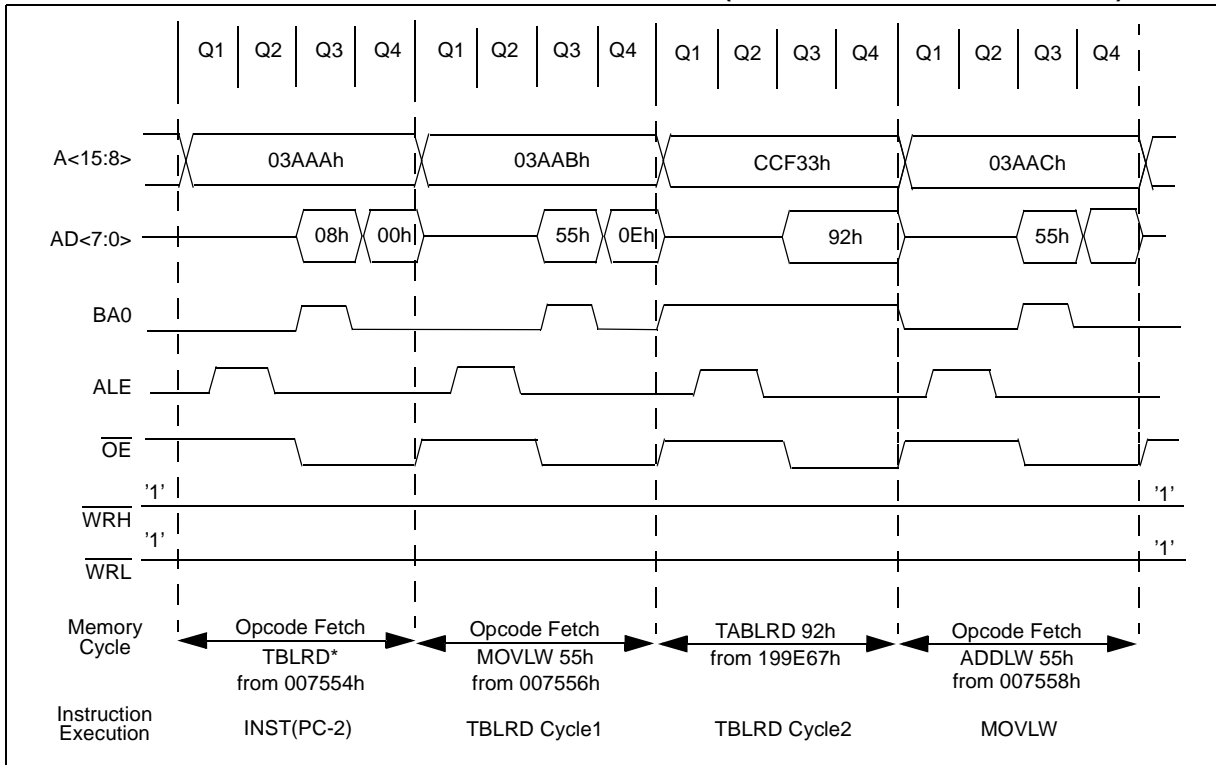 Q1 Q2 Q3 Q4 Q1 Q2 Q3 Q4 Q1 Q2 Q3 Q4 Q1 Q2 Q3 Q4
A<15:8> 03AAAh 03AABh CCF33h 03AACh
AD<7:0> 08h 00h 55h 0Eh 92h 55h
BA0
ALE
OE
'1' '1'
WRH
'1' '1'
WRL
Memory Cycle
Opcode Fetch
TBLRD*
from 007554h
Opcode Fetch
MOVLW 55h
from 007556h
TABLRD 92h
from 199E67h
Opcode Fetch
ADDLW 55h
from 007558h
Instruction Execution
INST(PC-2) TBLRD Cycle1 TBLRD Cycle2 MOVLW